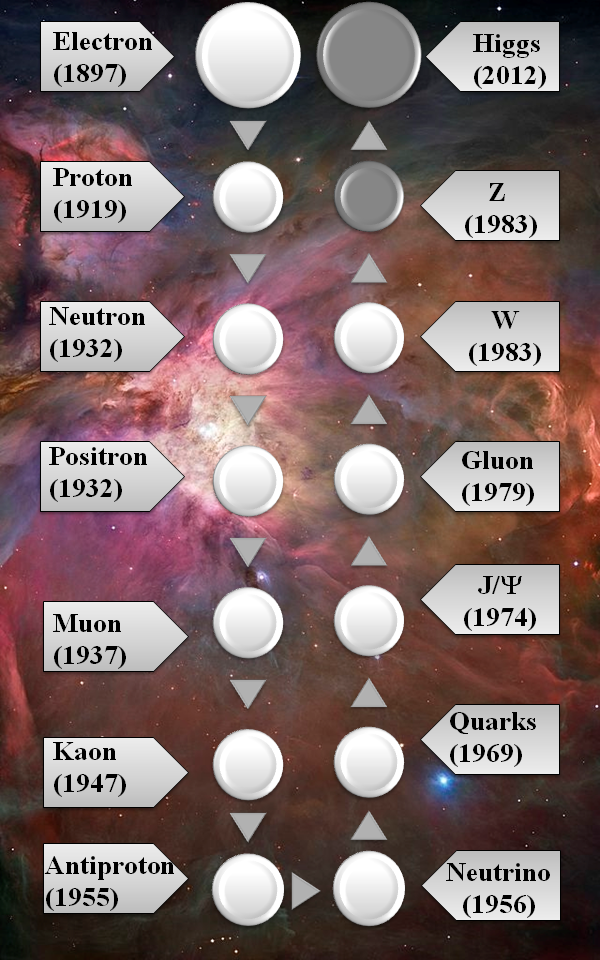 Electron
(1897)
Higgs
(2012)
Proton
(1919)
Z
(1983)
Neutron
(1932)
W
(1983)
Positron
(1932)
Gluon
(1979)
Muon
(1937)
J/Ψ
(1974)
Kaon
(1947)
Quarks
(1969)
Antiproton
(1955)
Neutrino
(1956)